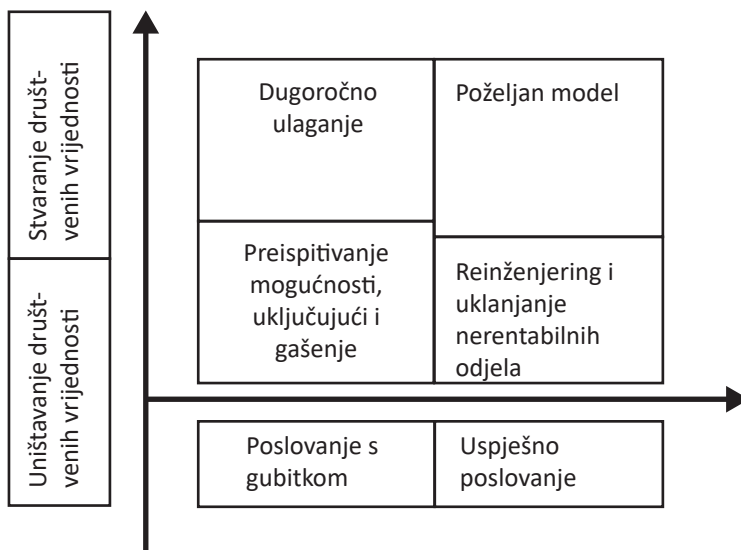 Stvaranje društ-
venih vrijednosti
Uništavanje društ-
venih vrijednosti
Dugoročno
ulaganje
Poželjan model
Preispitivanje
mogućnosti,
uključujući i
gašenje
Reinženjering i
uklanjanje
nerentabilnih
odjela
Poslovanje s
gubitkom
Uspješno
poslovanje